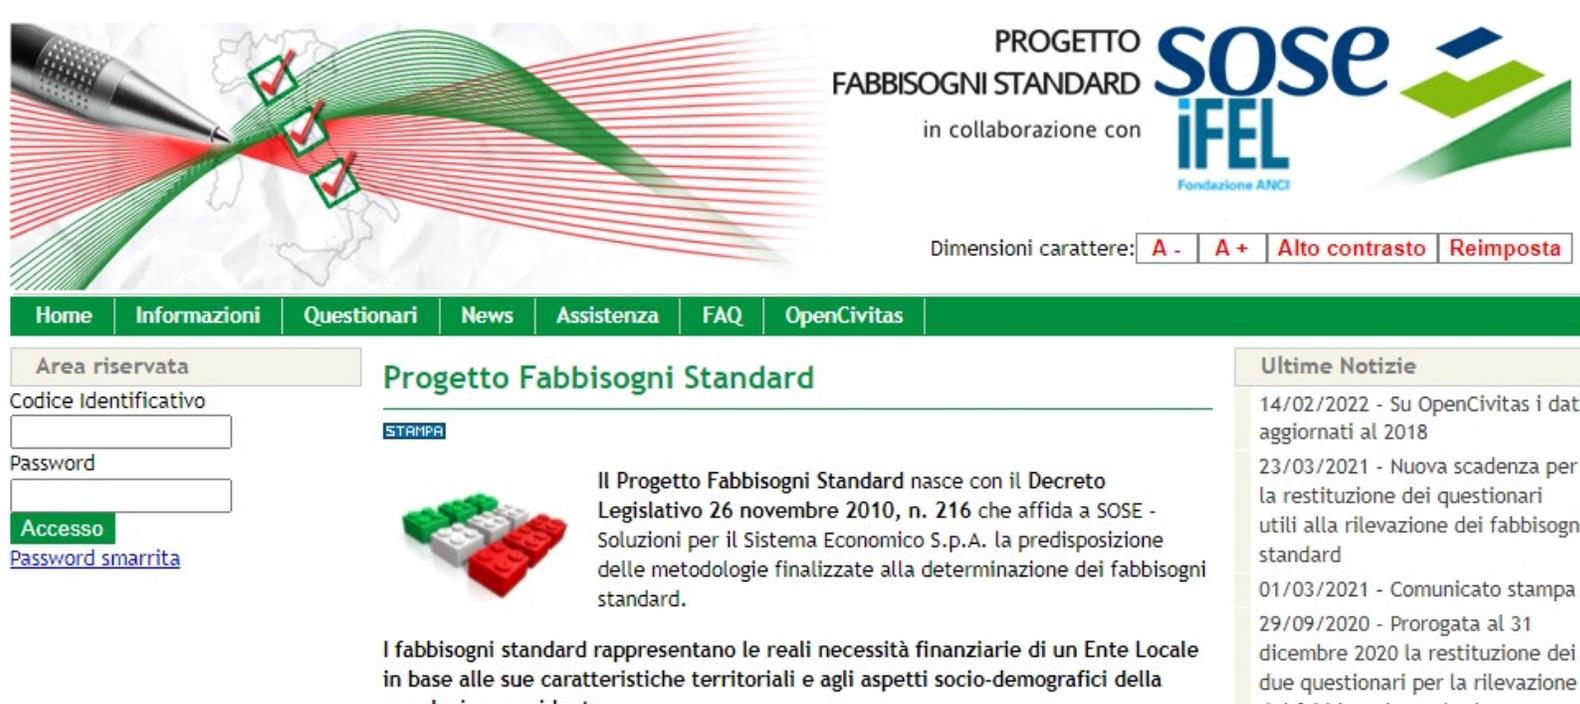 PROGETTO
FABBISOGNI STANDARD
in collaborazione con
sose
iFEL
Fondazione ANCI
Dimensioni carattere: A - A + Alto contrasto Reimposta
Home Informazioni Questionari News Assistenza FAQ OpenCivitas
Area riservata
Codice Identificativo
Password
Accesso
Password smarrita
Progetto Fabbisogni Standard
STAMPA
Il Progetto Fabbisogni Standard nasce con il Decreto
Legislativo 26 novembre 2010, n. 216 che affida a SOSE -
Soluzioni per il Sistema Economico S.p.A. la predisposizione
delle metodologie finalizzate alla determinazione dei fabbisogni
standard.
I fabbisogni standard rappresentano le reali necessità finanziarie di un Ente Locale
in base alle sue caratteristiche territoriali e agli aspetti socio-demografici della
Ultime Notizie
14/02/2022 - Su OpenCivitas i dat
aggiornati al 2018
23/03/2021 - Nuova scadenza per
la restituzione dei questionari
utili alla rilevazione dei fabbisogn
standard
01/03/2021 - Comunicato stampa
29/09/2020 - Prorogata al 31
dicembre 2020 la restituzione dei
due questionari per la rilevazione